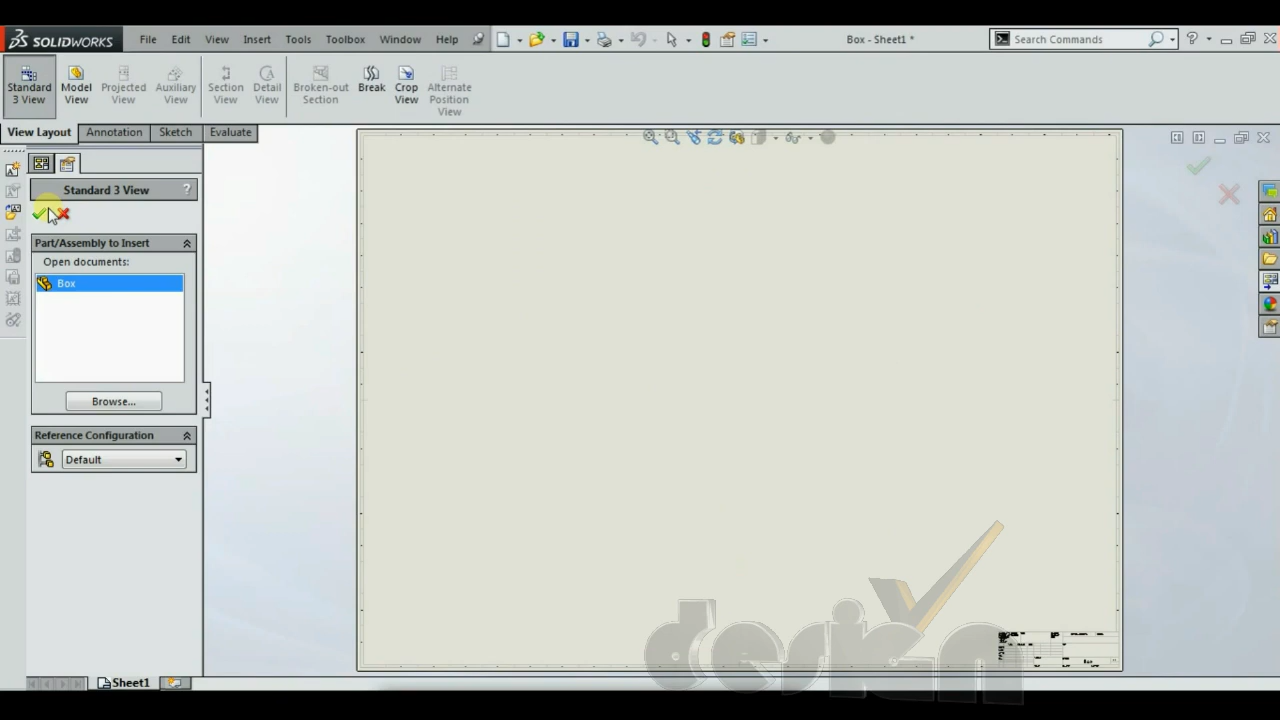 SOLIDWORKS File Edit View Insert Tools Toolbox Window Help Box - Sheet1 * Search Commands
Standard 3 View
Model View
Projected View
Auxiliary View
Section View
Detail View
Broken-out Section
Break
Crop View
Alternate Position View
View Layout Annotation Sketch Evaluate
Standard 3 View ?
Part/Assembly to Insert
Open documents:
Box
Browse...
Reference Configuration
Default
design
Sheet1